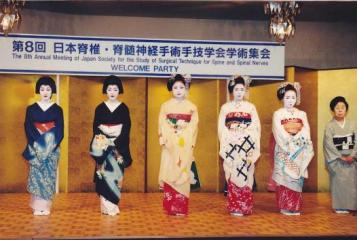 第8回 日本脊椎・脊髄神経手術手技学会学術集会
The 8th Annual Meeting of Japan Society for the Study of Surgical Technique for Spine and Spinal Nerves
WELCOME PARTY